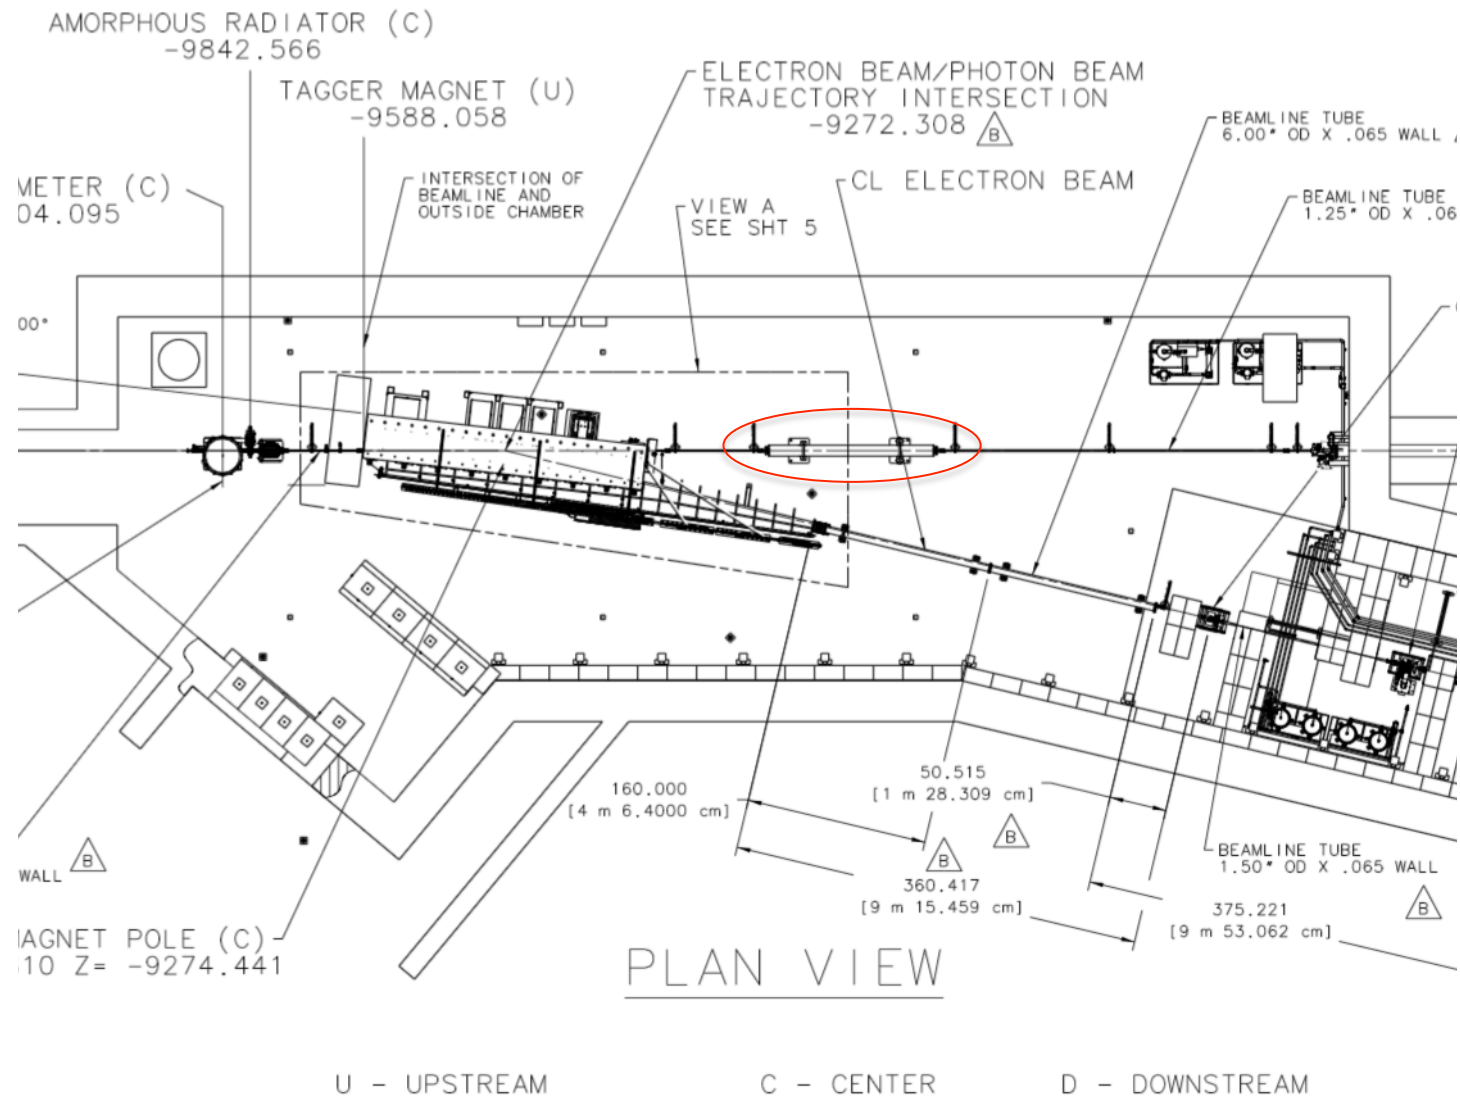 AMORPHOUS RADIATOR (C)
-9842.566
TAGGER MAGNET (U)
-9588.058
ELECTRON BEAM/PHOTON BEAM
TRAJECTORY INTERSECTION
-9272.308
B
BEAMLINE TUBE
6.00" OD X .065 WALL
METER (C)
04.095
INTERSECTION OF
BEAMLINE AND
OUTSIDE CHAMBER
VIEW A
SEE SHT 5
CL ELECTRON BEAM
BEAMLINE TUBE
1.25" OD X .06
00°
160.000
[4 m 6.4000 cm]
50.515
[1 m 28.309 cm]
B
B
360.417
[9 m 15.459 cm]
BEAMLINE TUBE
1.50" OD X .065 WALL
B
375.221
[9 m 53.062 cm]
WALL
B
MAGNET POLE (C)
10 Z= -9274.441
PLAN VIEW
U - UPSTREAM
C - CENTER
D - DOWNSTREAM